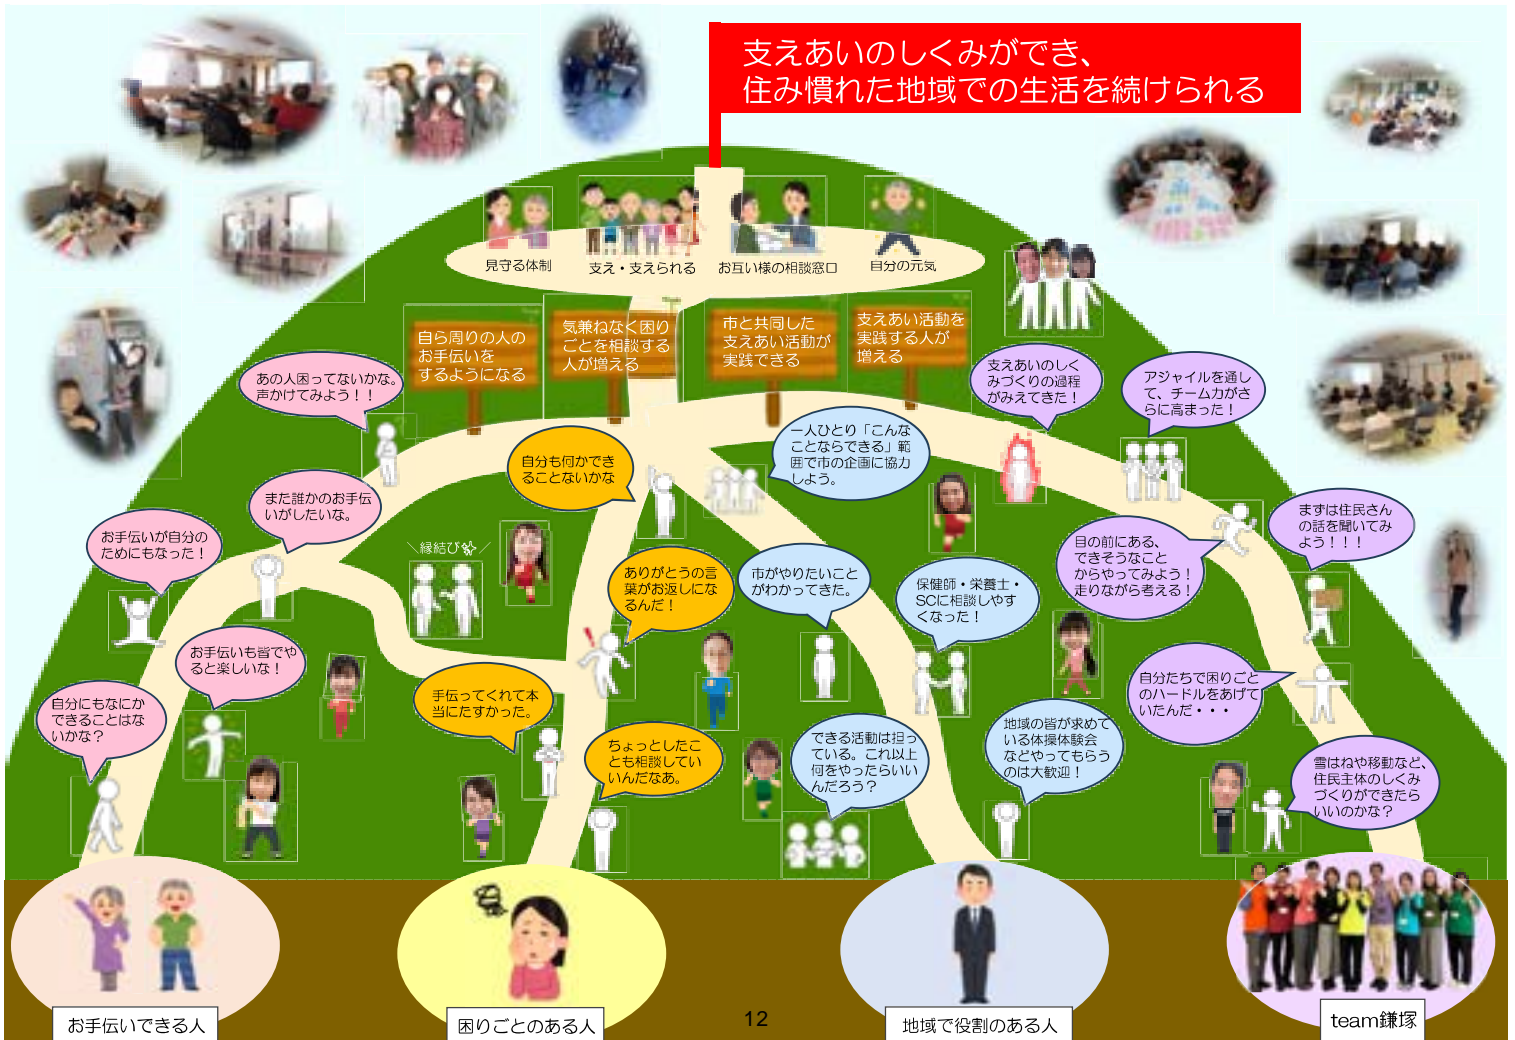 支えあいのしくみができ、
住み慣れた地域での生活を続けられる
見守る体制
支え・支えられる
お互い様の相談窓口
自分の元気
自ら周りの人の
お手伝いを
するようになる
気兼ねなく困り
ごとを相談する
人が増える
市と共同した
支えあい活動が
実践できる
支えあい活動を
実践する人が
増える
あの人困ってないかな。
声かけてみよう！！
支えあいのしく
みづくりの過程
がみえてきた！
アジャイルを通し
て、チーム力がさ
らに高まった！
自分も何かでき
ることないかな
一人ひとり「こんな
ことならできる」範
囲で市の企画に協力
しよう。
また誰かのお手伝
いがしたいな。
お手伝いが自分の
ためにもなった！
＼縁結び☆／
ありがとうの言
葉がお返しにな
るんだ！
市がやりたいこと
がわかってきた。
保健師・栄養士・
SCに相談しやす
くなった！
目の前にある、
できそうなこと
からやってみよう！
走りながら考える！
まずは住民さん
の話を聞いてみ
よう！！！
お手伝いも皆でや
ると楽しいな！
自分にもなにか
できることはな
いかな？
手伝ってくれて本
当にたすかった。
ちょっとしたこ
とも相談してい
いんだなあ。
できる活動は担っ
ている。これ以上
何をやったらいい
んだろう？
地域の皆が求めて
いる体操体験会
などやってもらう
のは大歓迎！
自分たちで困りごと
のハードルをあげて
いたんだ・・・
雪はねや移動など、
住民主体のしくみ
づくりができたら
いいのかな？
お手伝いできる人
困りごとのある人
12
地域で役割のある人
team鎌塚